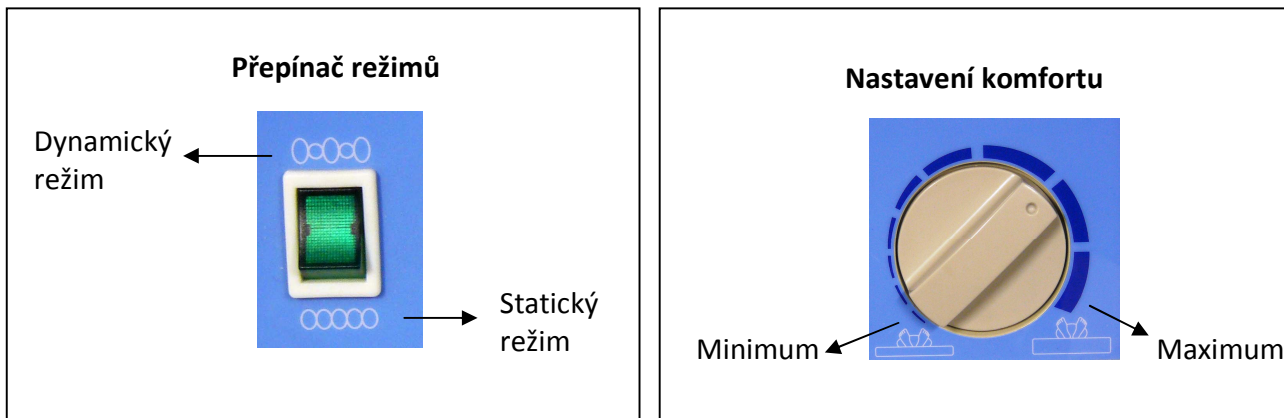 Přepínač režimů
Dynamický
režim
Statický
režim
Nastavení komfortu
Minimum
Maximum